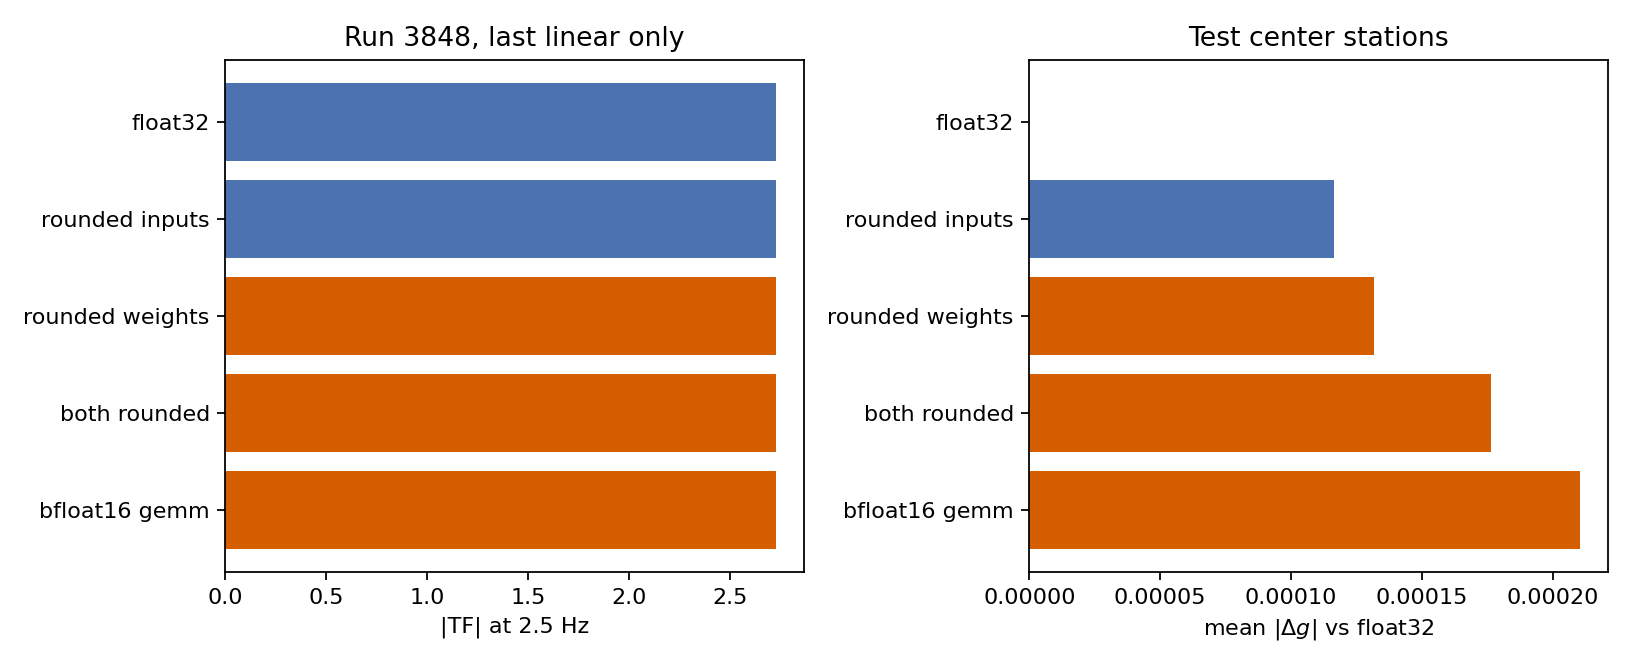 Run 3848, last linear only
float32
rounded inputs
rounded weights
both rounded
bfloat16 gemm
0.0 0.5 1.0 1.5 2.0 2.5
|TF| at 2.5 Hz
Test center stations
float32
rounded inputs
rounded weights
both rounded
bfloat16 gemm
0.00000 0.00005 0.00010 0.00015 0.00020
mean |Δg| vs float32